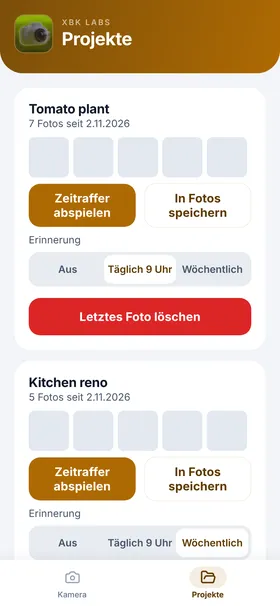 XBK LABS
Projekte
Tomato plant
7 Fotos seit 2.11.2026
Zeitraffer
abspielen
In Fotos
speichern
Erinnerung
Aus
Täglich 9 Uhr
Wöchentlich
Letztes Foto löschen
Kitchen reno
5 Fotos seit 2.11.2026
Zeitraffer
abspielen
In Fotos
speichern
Erinnerung
Aus
Täglich 9 Uhr
Wöchentlich
Kamera
Projekte